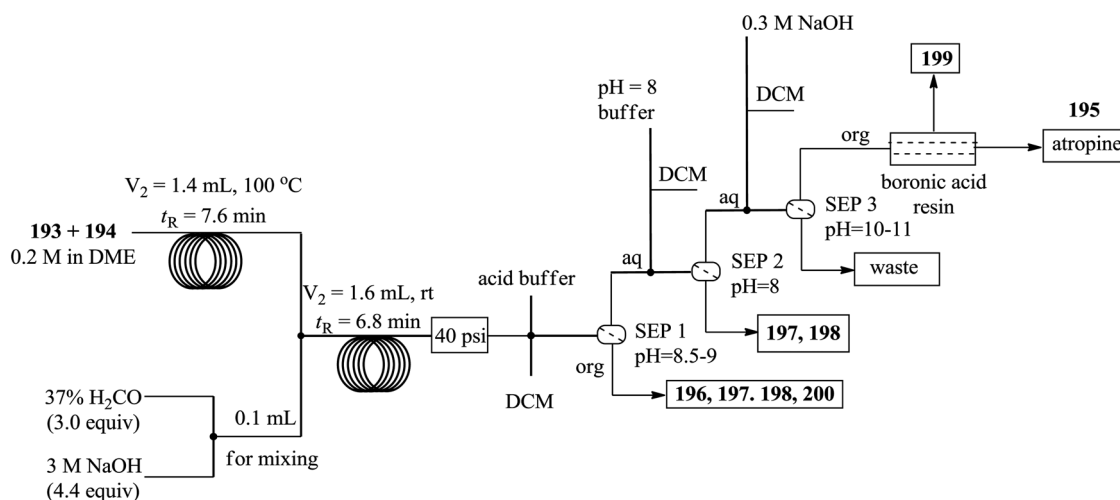 0.3 M NaOH
199
pH = 8
buffer
DCM
195
org
atropine
boronic acid
resin
DCM
V2 = 1.4 mL, 100 °C
tR = 7.6 min
193 + 194
0.2 M in DME
aq
SEP 3
pH=10-11
waste
aq
SEP 2
pH=8
acid buffer
V2 = 1.6 mL, rt
tR = 6.8 min
40 psi
SEP 1
pH=8.5-9
197, 198
org
196, 197. 198, 200
DCM
37% H2CO
(3.0 equiv)
0.1 mL
for mixing
3 M NaOH
(4.4 equiv)